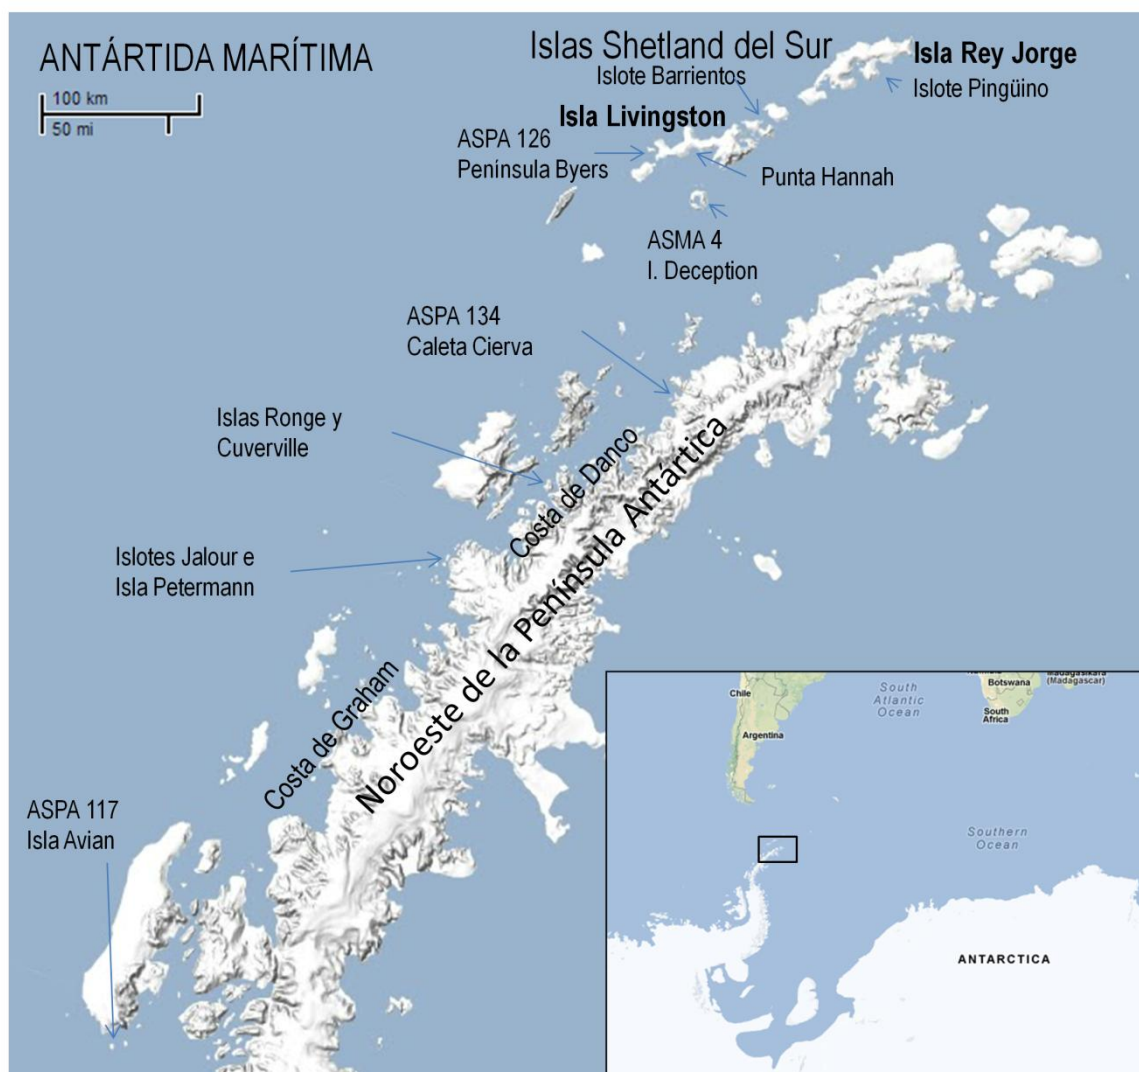 ANTÁRTIDA MARÍTIMA
100 km
50 mi
Islas Shetland del Sur
Islote Barrientos
Isla Rey Jorge
Islote Pingüino
Isla Livingston
ASPA 126
Península Byers
Punta Hannah
ASMA 4
I. Deception
ASPA 134
Caleta Cierva
Islas Ronge y
Cuverville
Costa de Danco
Noroeste de la Península Antártica
Islotes Jalour e
Isla Petermann
Costa de Graham
ASPA 117
Isla Avian
Chile
Argentina
South
Atlantic
Ocean
Botswana
South
Africa
(Madagascar)
Southern
Ocean
ANTARCTICA